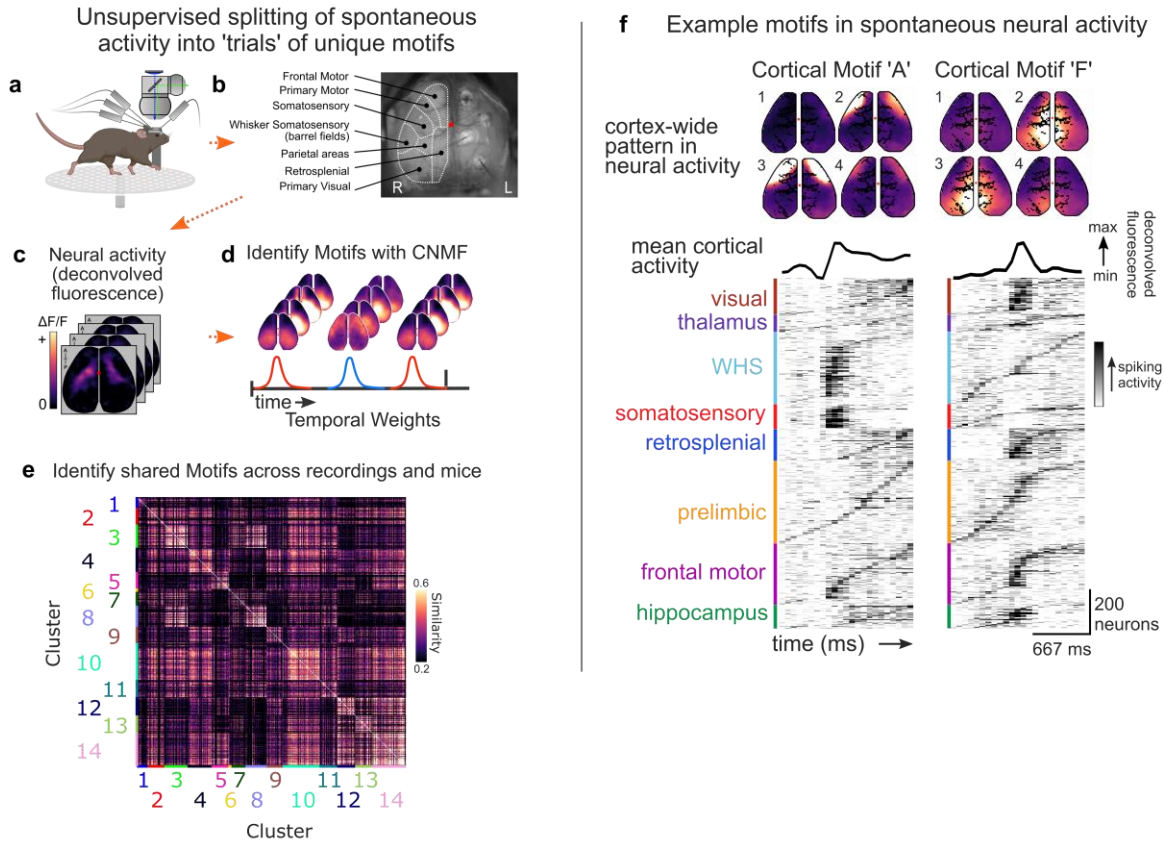 Unsupervised splitting of spontaneous
activity into 'trials' of unique motifs
a
b
Frontal Motor
Primary Motor
Somatosensory
Whisker Somatosensory
(barrel fields)
Parietal areas
Retrosplenial
Primary Visual
R
L
c
Neural activity
(deconvolved
fluorescence)
ΔF/F
+
0
d
Identify Motifs with CNMF
time
Temporal Weights
e
Identify shared Motifs across recordings and mice
1
2
3
4
5
6
7
8
9
10
11
12
13
14
Cluster
0.6
Similarity
0.2
1
3
5
7
9
11
13
2
4
6
8
10
12
14
Cluster
f
Example motifs in spontaneous neural activity
Cortical Motif 'A'
Cortical Motif 'F'
cortex-wide
pattern in
neural activity
1
2
3
4
1
2
3
4
mean cortical
activity
max
min
deconvolved
fluorescence
visual
thalamus
WHS
somatosensory
retrosplenial
prelimbic
frontal motor
hippocampus
spiking
activity
time (ms)
200
neurons
667 ms